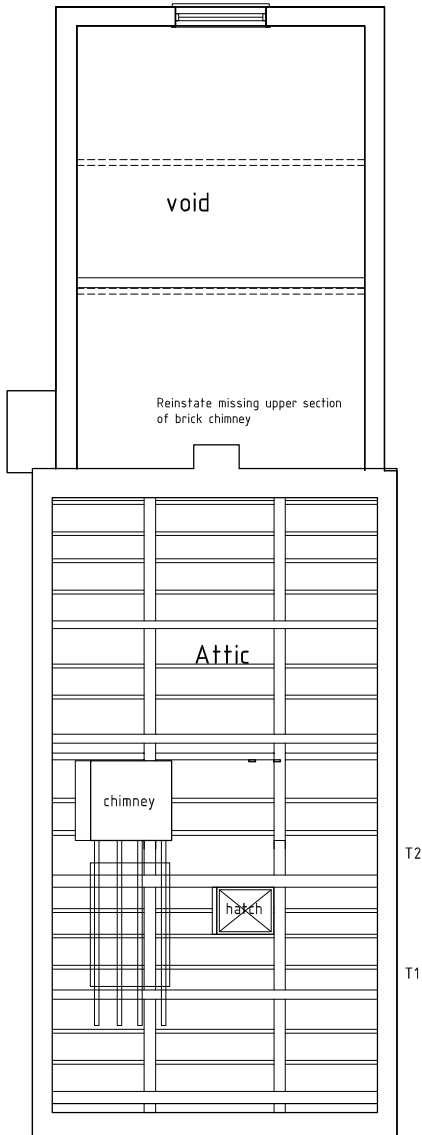 void
Reinstate missing upper section
of brick chimney
Attic
chimney
T2
hatch
T1